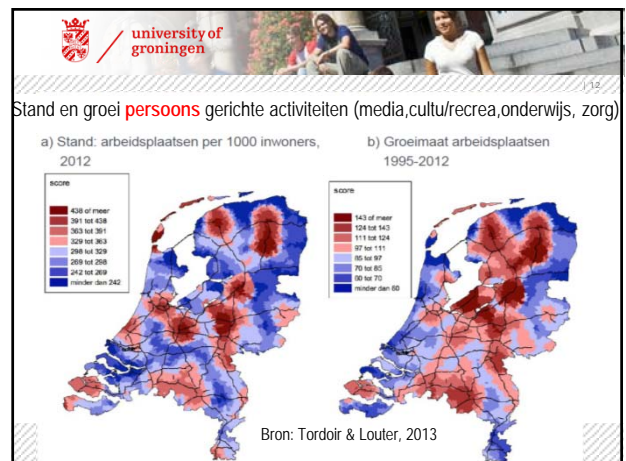 university of
groningen
| 12
Stand en groei persoons gerichte activiteiten (media,cultu/recrea,onderwijs, zorg)
a) Stand: arbeidsplaatsen per 1000 inwoners,
2012
score
438 of meer
391 tot 438
363 tot 391
329 tot 363
298 tot 329
269 tot 298
242 tot 269
minder dan 242
b) Groeimaat arbeidsplaatsen
1995-2012
score
143 of meer
124 tot 143
111 tot 124
97 tot 111
85 tot 97
70 tot 85
60 tot 70
minder dan 60
Bron: Tordoir & Louter, 2013